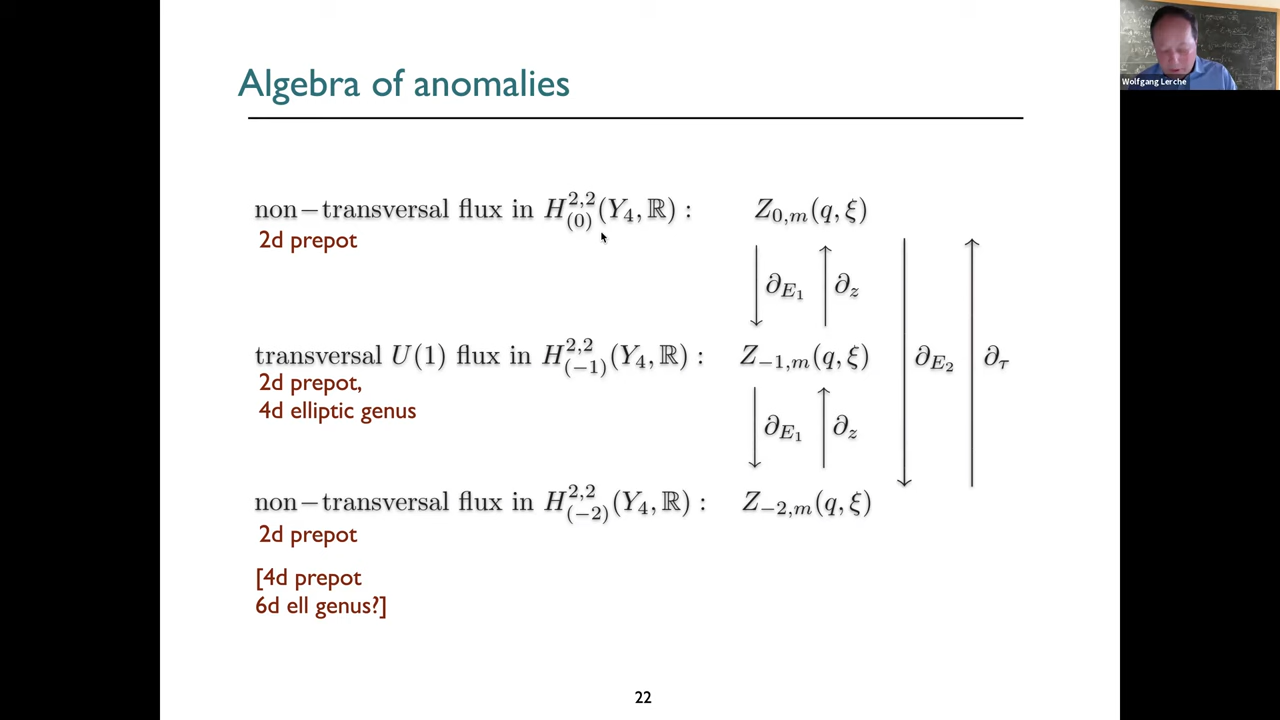 Wolfgang Lerche
Algebra of anomalies
non−transversal flux in H^{2,2}_{(0)}(Y_4, ℝ) : Z_{0,m}(q, ξ)
2d prepot
∂_{E_1} ∂_z
transversal U(1) flux in H^{2,2}_{(−1)}(Y_4, ℝ) : Z_{−1,m}(q, ξ) ∂_{E_2} ∂_τ
2d prepot,
4d elliptic genus
∂_{E_1} ∂_z
non−transversal flux in H^{2,2}_{(−2)}(Y_4, ℝ) : Z_{−2,m}(q, ξ)
2d prepot
[4d prepot
6d ell genus?]
22